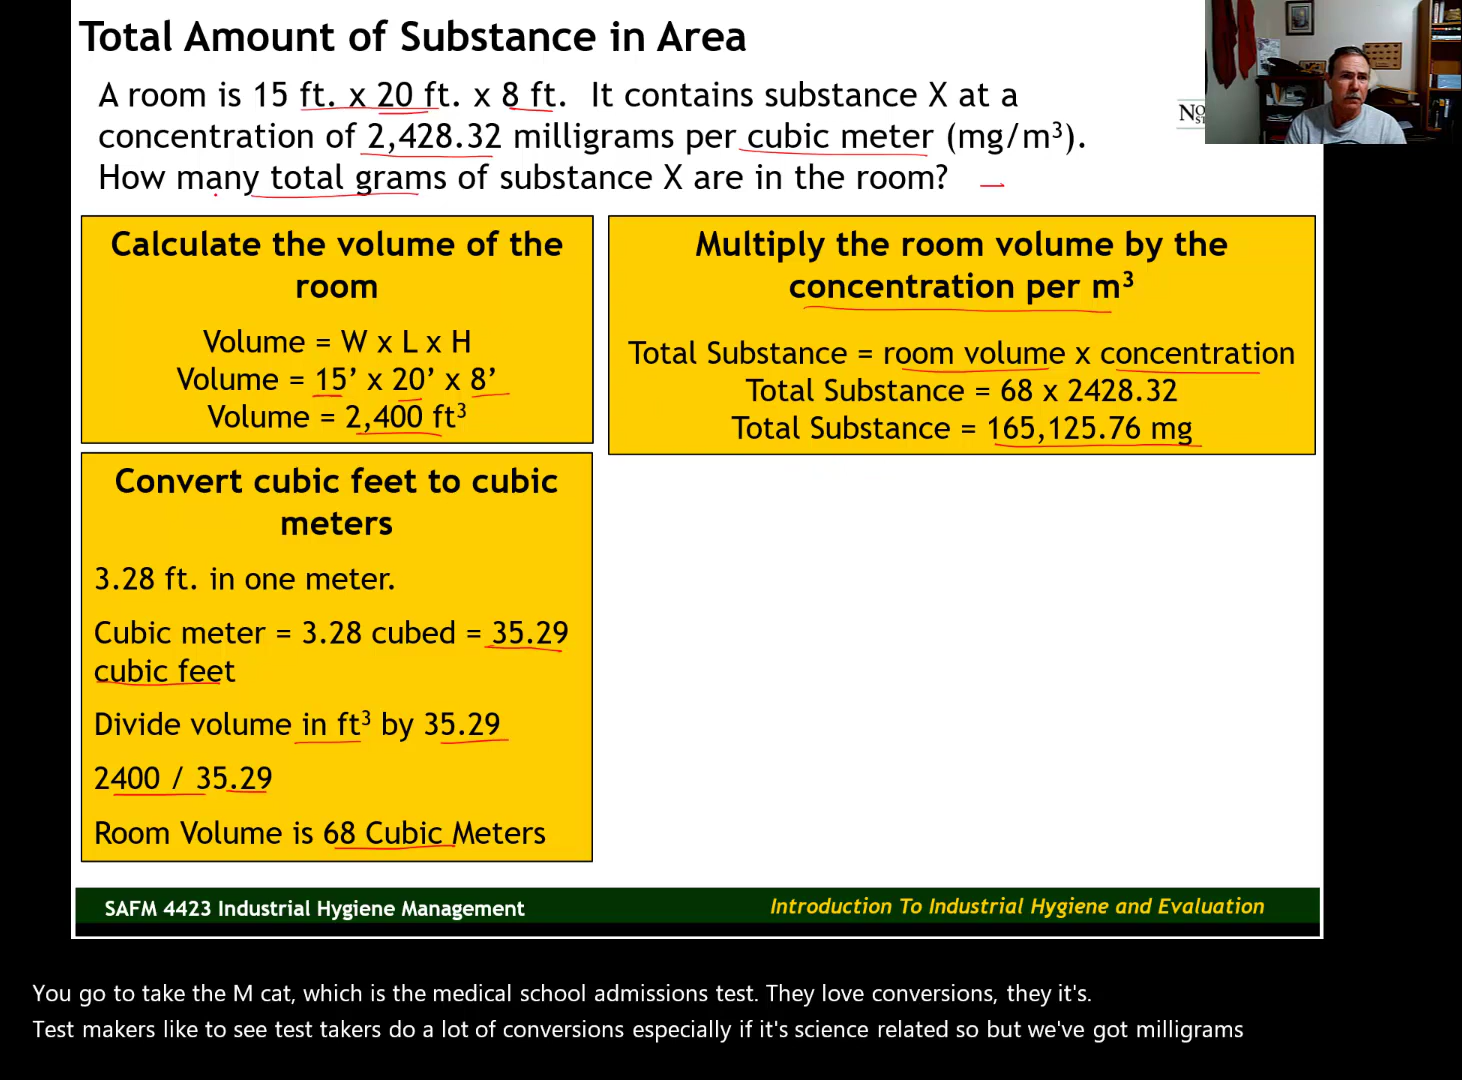 Total Amount of Substance in Area
A room is 15 ft. x 20 ft. x 8 ft. It contains substance X at a
concentration of 2,428.32 milligrams per cubic meter (mg/m³).
How many total grams of substance X are in the room?
Calculate the volume of the
room
Volume = W x L x H
Volume = 15’ x 20’ x 8’
Volume = 2,400 ft³
Convert cubic feet to cubic
meters
3.28 ft. in one meter.
Cubic meter = 3.28 cubed = 35.29
cubic feet
Divide volume in ft³ by 35.29
2400 / 35.29
Room Volume is 68 Cubic Meters
Multiply the room volume by the
concentration per m³
Total Substance = room volume x concentration
Total Substance = 68 x 2428.32
Total Substance = 165,125.76 mg
SAFM 4423 Industrial Hygiene Management
Introduction To Industrial Hygiene and Evaluation
You go to take the M cat, which is the medical school admissions test. They love conversions, they it's.
Test makers like to see test takers do a lot of conversions especially if it's science related so but we've got milligrams